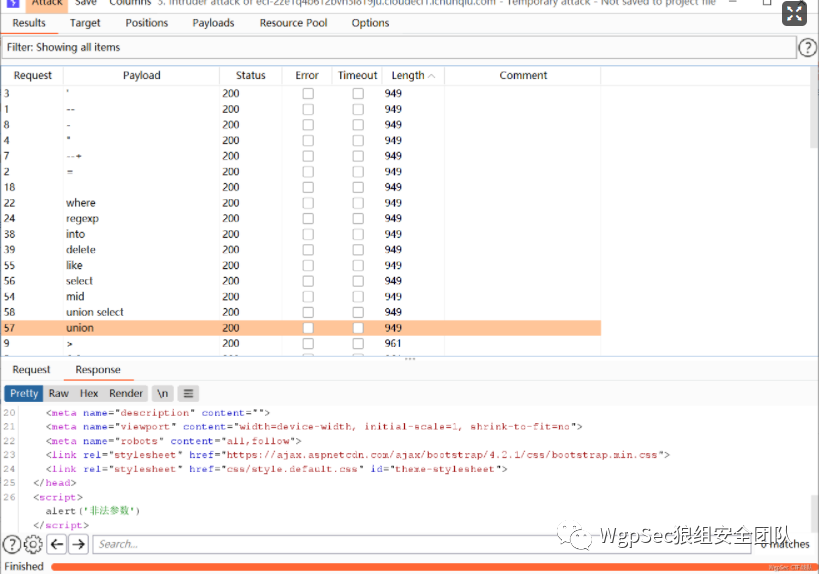 Attack Save Columns 5. Intruder attack of - Temporary attack - Not saved to project file
Results Target Positions Payloads Resource Pool Options
Filter: Showing all items
?
Request Payload Status Error Timeout Length Comment
3 ' 200 949
1 -- 200 949
8 - 200 949
4 200 949
7 --+ 200 949
2 = 200 949
18 200 949
22 where 200 949
24 regexp 200 949
38 into 200 949
39 delete 200 949
55 like 200 949
56 select 200 949
54 mid 200 949
58 union select 200 949
57 union 200 949
9 > 200 961
Request Response
Pretty Raw Hex Render \n
20 <meta name="description" content="">
21 <meta name="viewport" content="width=device-width, initial-scale=1, shrink-to-fit=no">
22 <meta name="robots" content="all,follow">
23 <link rel="stylesheet" href="https://ajax.aspnetcdn.com/ajax/bootstrap/4.2.1/css/bootstrap.min.css">
24 <link rel="stylesheet" href="css/style.default.css" id="theme-stylesheet">
25 </head>
26 <script>
alert('非法参数')
</script>
? Search... 0 matches
WgpSec狼组安全团队
Finished